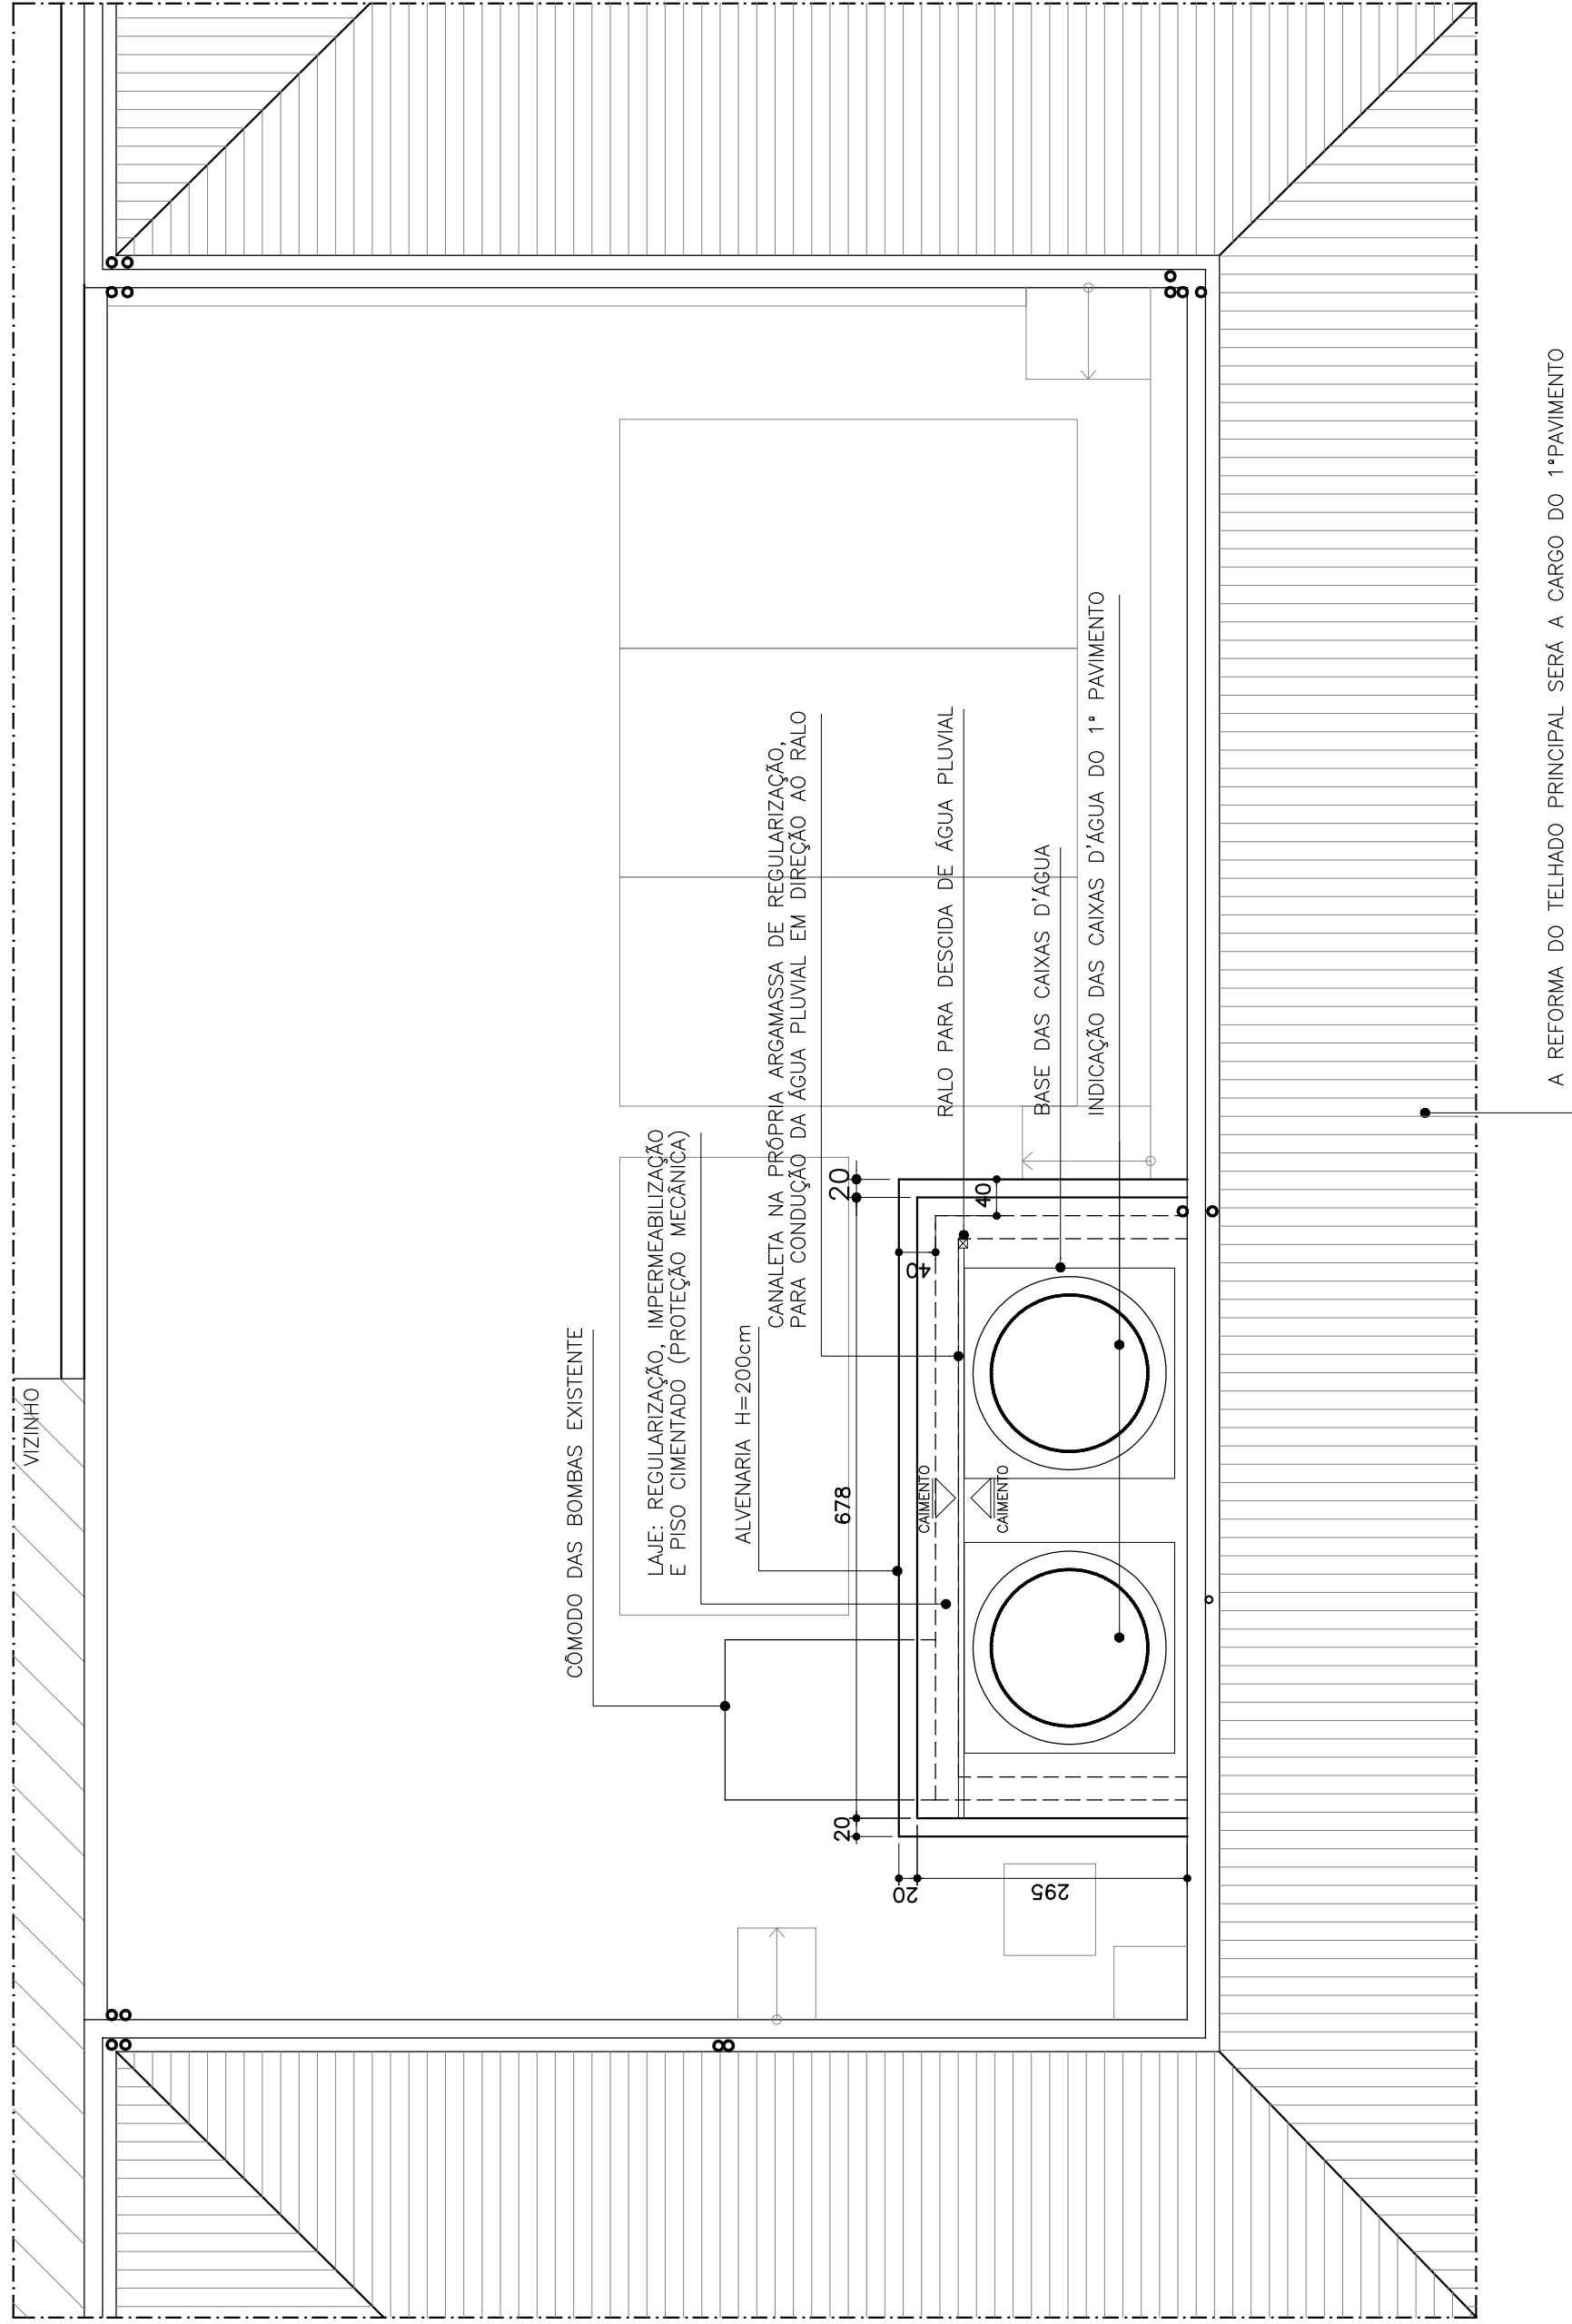 VIZINHO
CÔMODO DAS BOMBAS EXISTENTE
LAJE: REGULARIZAÇÃO, IMPERMEABILIZAÇÃO
E PISO CIMENTADO (PROTEÇÃO MECÂNICA)
ALVENARIA H=200cm
CANALETA NA PRÓPRIA ARGAMASSA DE REGULARIZAÇÃO,
PARA CONDUÇÃO DA ÁGUA PLUVIAL EM DIREÇÃO AO RALO
20
678
20
40
40
CAIMENTO
CAIMENTO
20
295
RALO PARA DESCIDA DE ÁGUA PLUVIAL
BASE DAS CAIXAS D'ÁGUA
INDICAÇÃO DAS CAIXAS D'ÁGUA DO 1º PAVIMENTO
A REFORMA DO TELHADO PRINCIPAL SERÁ A CARGO DO 1ºPAVIMENTO